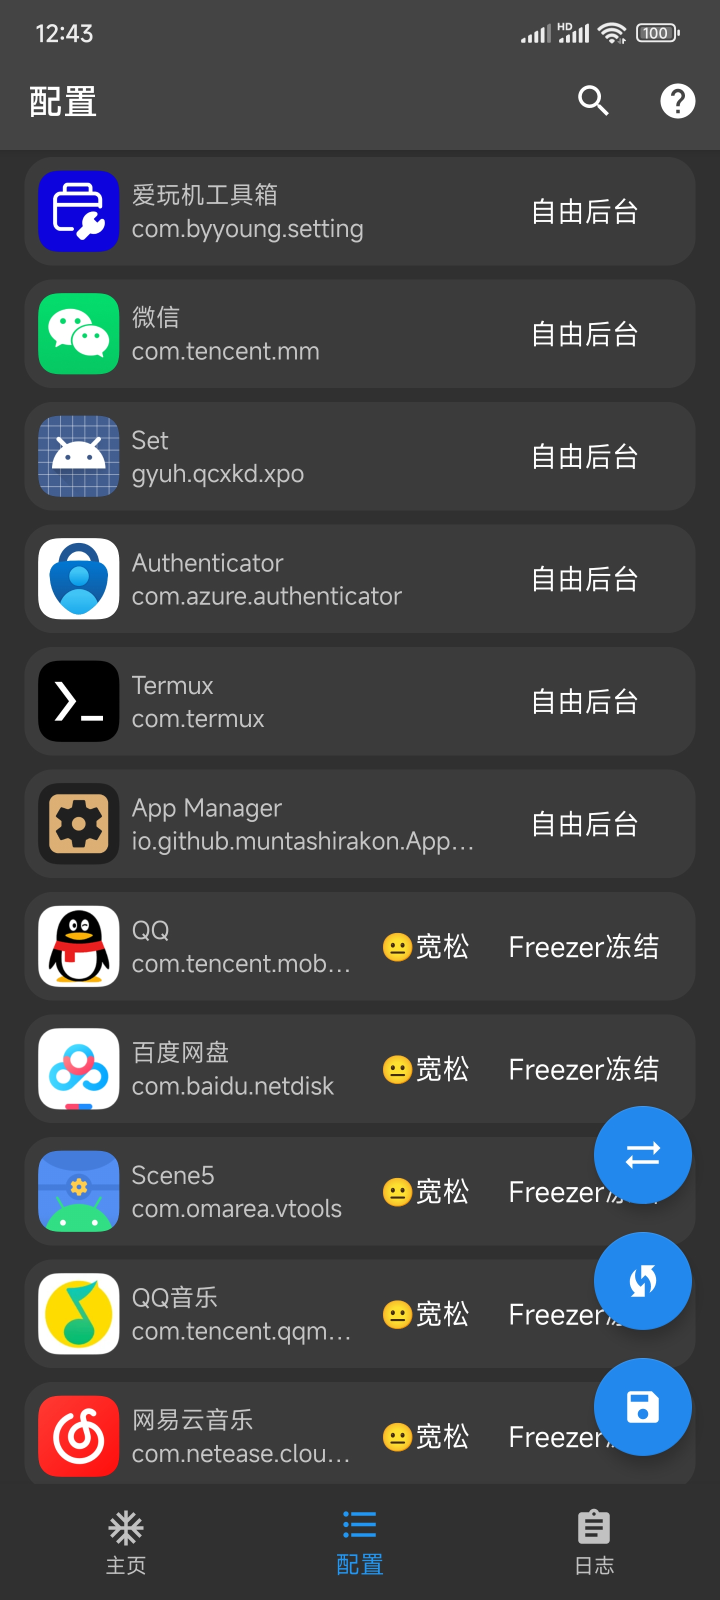 12:43 HD 100
配置
爱玩机工具箱
com.byyoung.setting
自由后台
微信
com.tencent.mm
自由后台
Set
gyuh.qcxkd.xpo
自由后台
Authenticator
com.azure.authenticator
自由后台
Termux
com.termux
自由后台
App Manager
io.github.muntashirakon.App...
自由后台
QQ
com.tencent.mob...
😐宽松 Freezer冻结
百度网盘
com.baidu.netdisk
😐宽松 Freezer冻结
Scene5
com.omarea.vtools
😐宽松 Freezer
QQ音乐
com.tencent.qqm...
😐宽松 Freezer
网易云音乐
com.netease.clou...
😐宽松 Freezer
主页 配置 日志